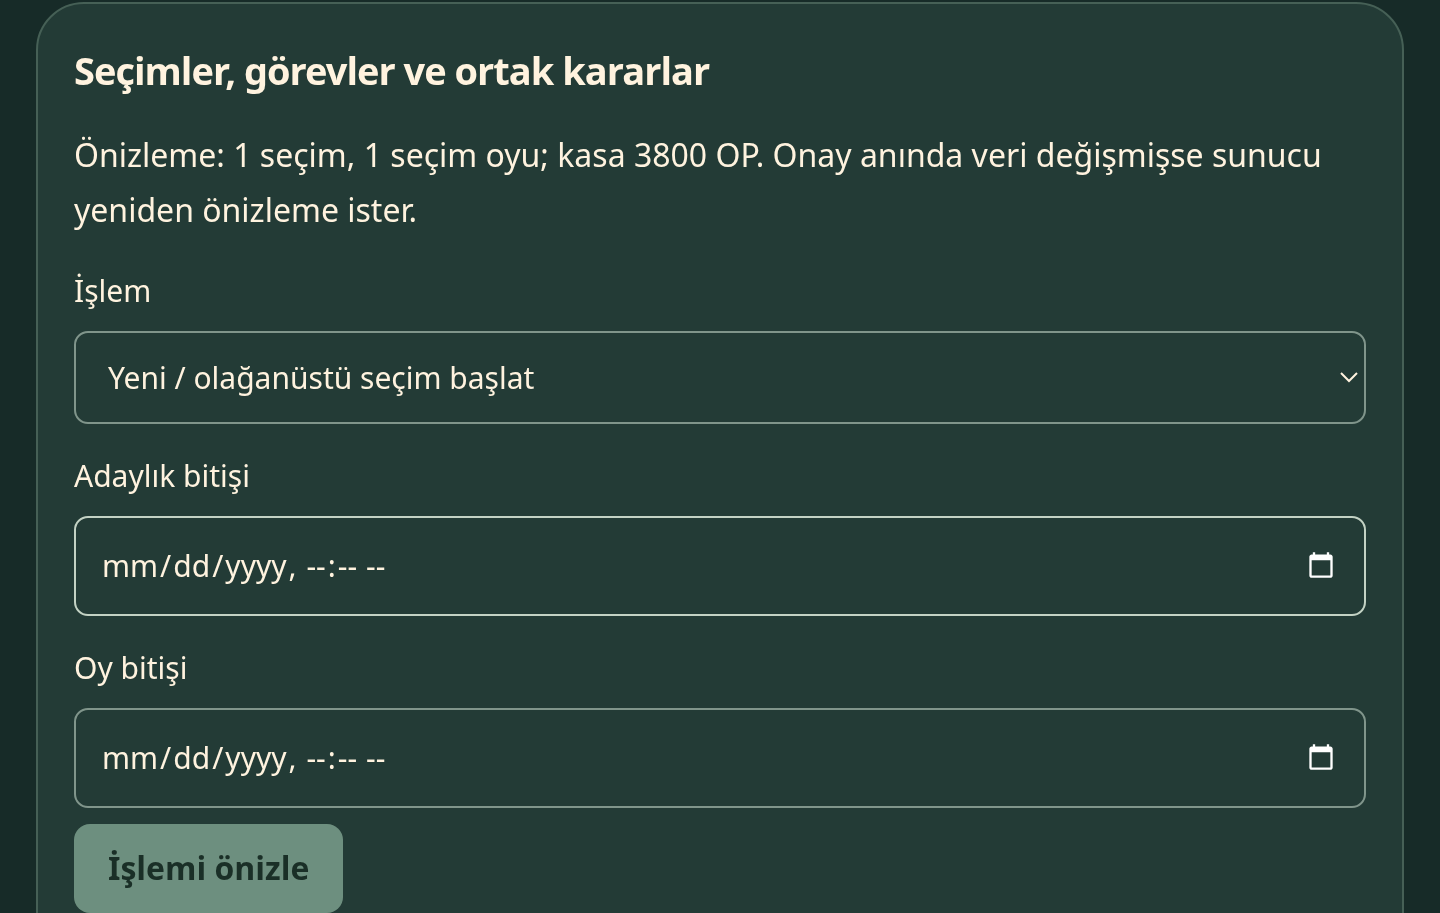 Seçimler, görevler ve ortak kararlar
Önizleme: 1 seçim, 1 seçim oyu; kasa 3800 OP. Onay anında veri değişmişse sunucu
yeniden önizleme ister.
İşlem
Yeni / olağanüstü seçim başlat
Adaylık bitişi
mm/dd/yyyy, --:-- --
Oy bitişi
mm/dd/yyyy, --:-- --
İşlemi önizle